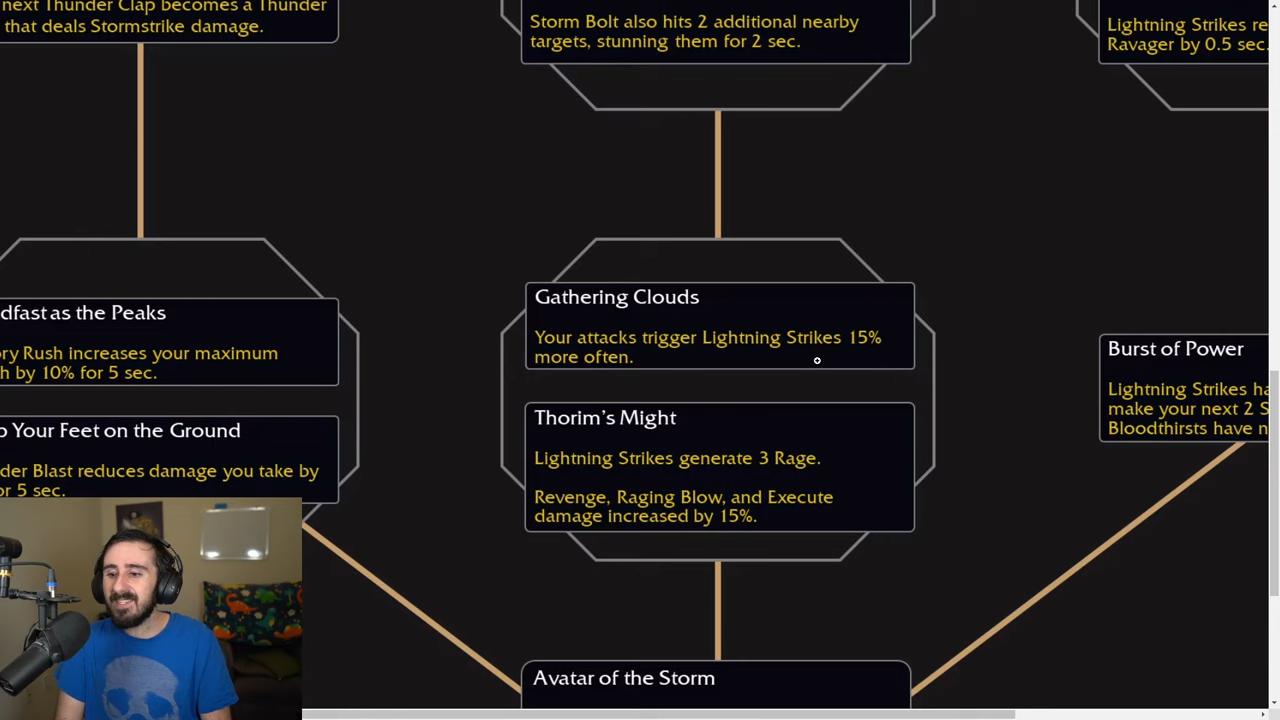 next Thunder Clap becomes a Thunder
that deals Stormstrike damage.
Storm Bolt also hits 2 additional nearby
targets, stunning them for 2 sec.
Lightning Strikes re
Ravager by 0.5 sec.
dfast as the Peaks
ory Rush increases your maximum
h by 10% for 5 sec.
p Your Feet on the Ground
der Blast reduces damage you take by
or 5 sec.
Gathering Clouds
Your attacks trigger Lightning Strikes 15%
more often.
Thorim's Might
Lightning Strikes generate 3 Rage.
Revenge, Raging Blow, and Execute
damage increased by 15%.
Burst of Power
Lightning Strikes ha
make your next 2 S
Bloodthirsts have n
Avatar of the Storm